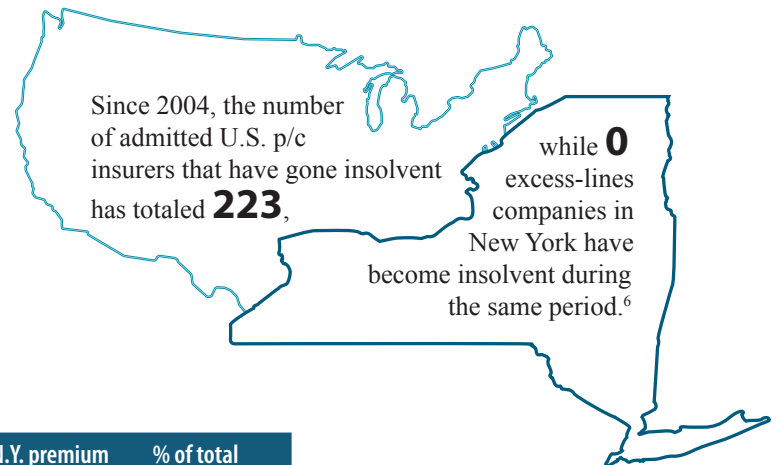 Since 2004, the number
of admitted U.S. p/c
insurers that have gone insolvent
has totaled 223,
while 0
excess-lines
companies in
New York have
become insolvent during
the same period.6
N.Y. premium % of total